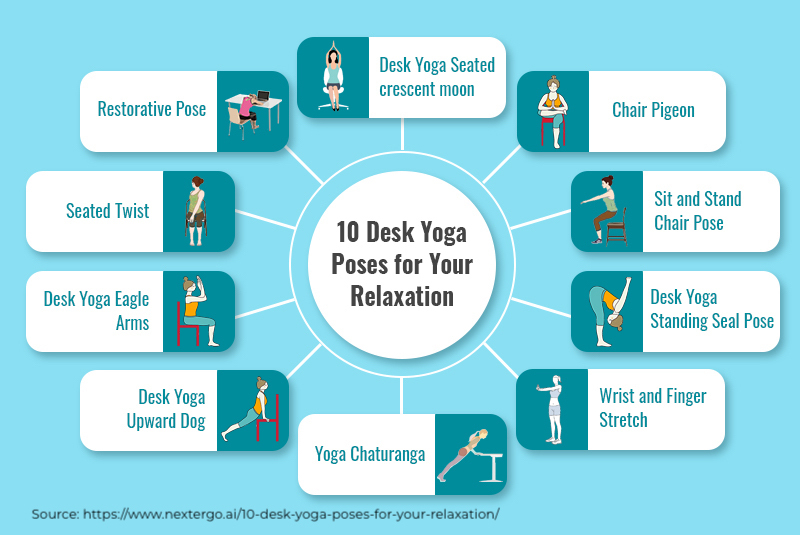 10 Desk Yoga
Poses for Your
Relaxation
Desk Yoga Seated
crescent moon
Chair Pigeon
Sit and Stand
Chair Pose
Desk Yoga
Standing Seal Pose
Wrist and Finger
Stretch
Yoga Chaturanga
Desk Yoga
Upward Dog
Desk Yoga Eagle
Arms
Seated Twist
Restorative Pose
Source: https://www.nextergo.ai/10-desk-yoga-poses-for-your-relaxation/